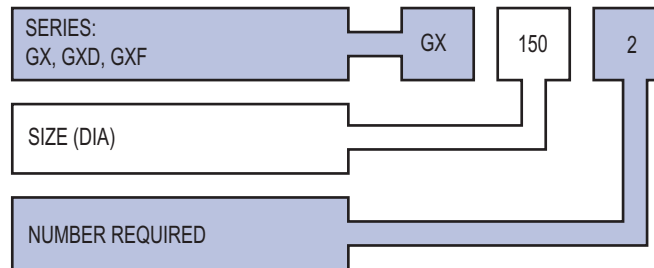 SERIES:
GX, GXD, GXF
GX
150
2
SIZE (DIA)
NUMBER REQUIRED